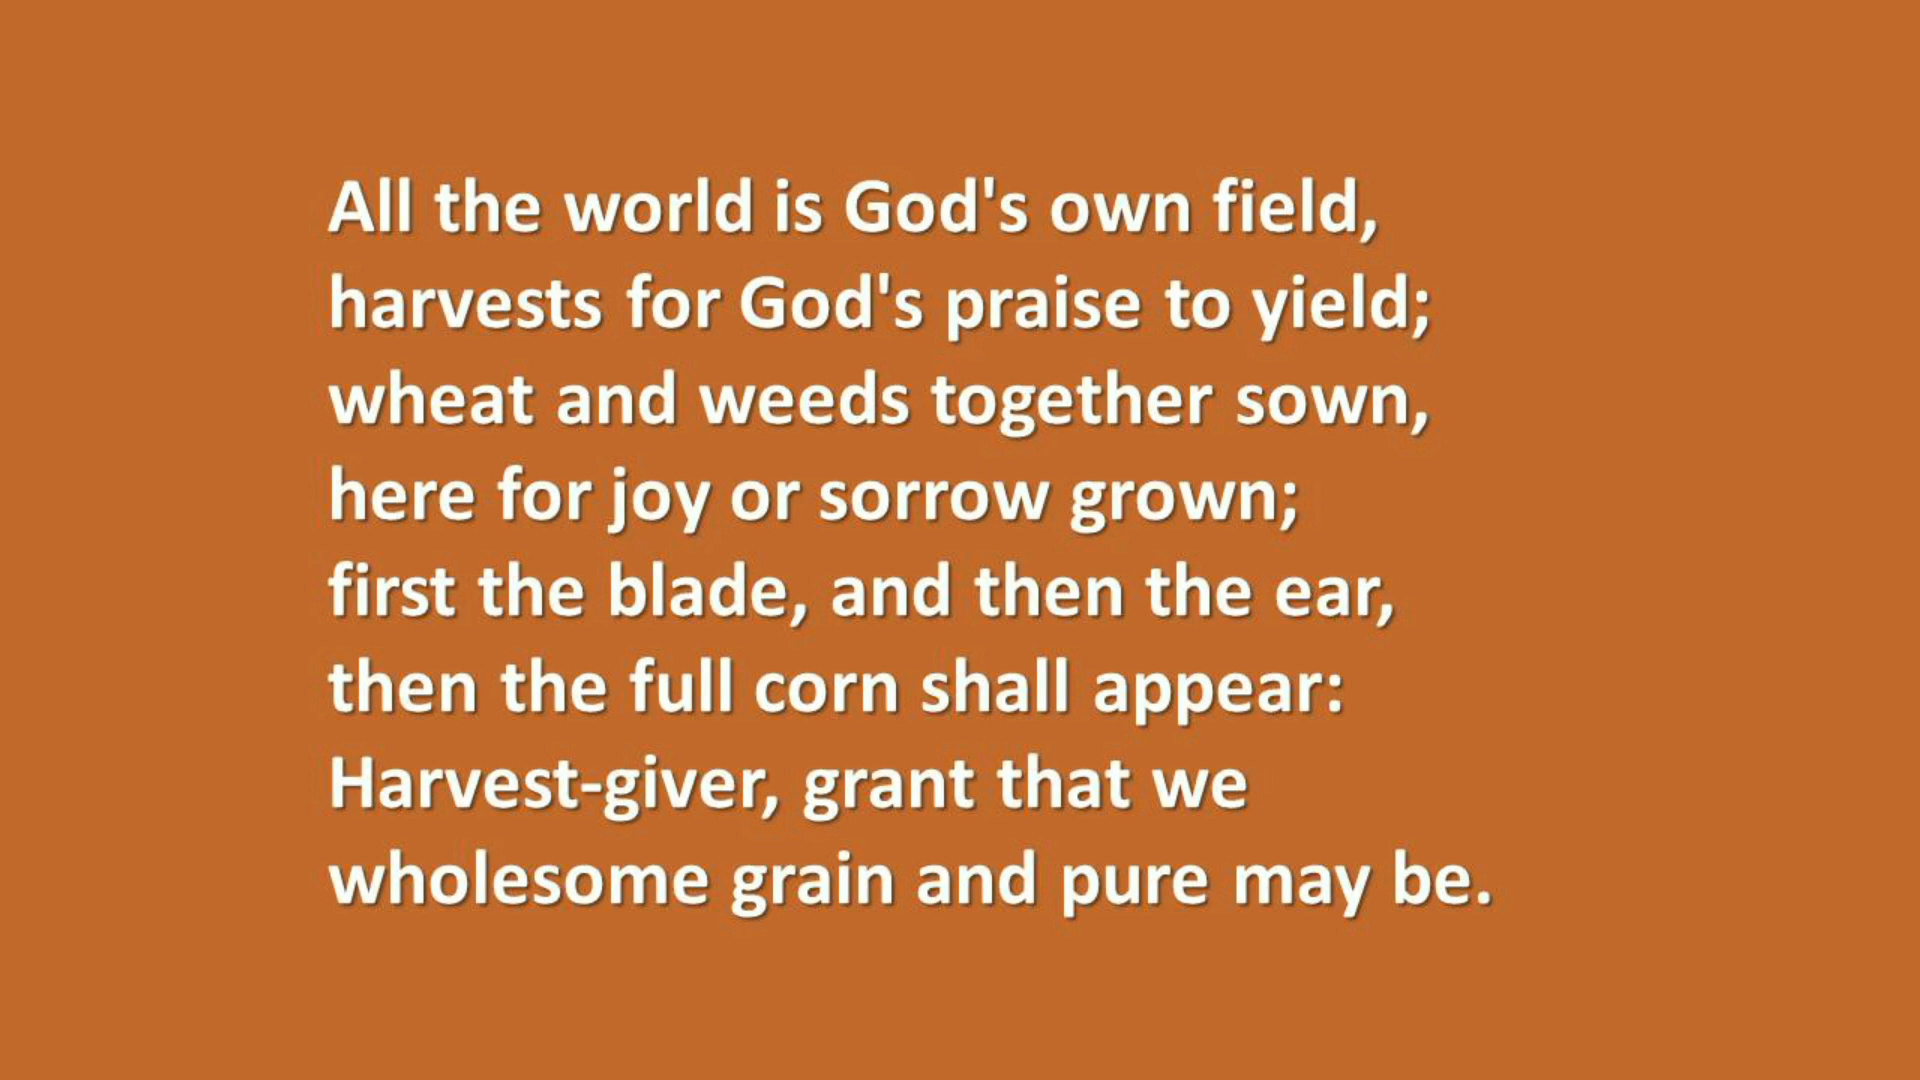 All the world is God's own field,
harvests for God's praise to yield;
wheat and weeds together sown,
here for joy or sorrow grown;
first the blade, and then the ear,
then the full corn shall appear:
Harvest-giver, grant that we
wholesome grain and pure may be.